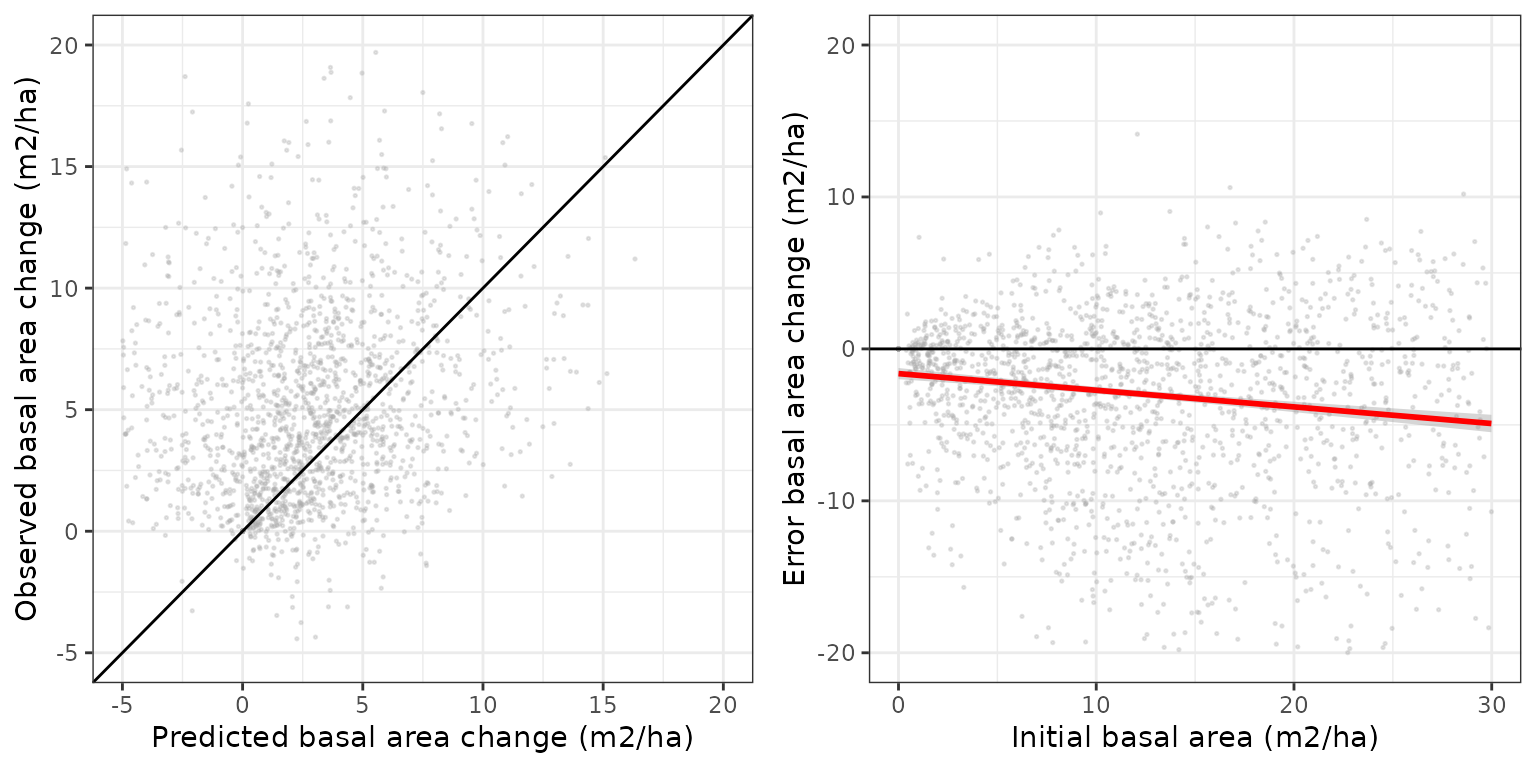 Observed basal area change (m2/ha)
20
15
10
5
0
-5
-5 0 5 10 15 20
Predicted basal area change (m2/ha)
Error basal area change (m2/ha)
20
10
0
-10
-20
0 10 20 30
Initial basal area (m2/ha)